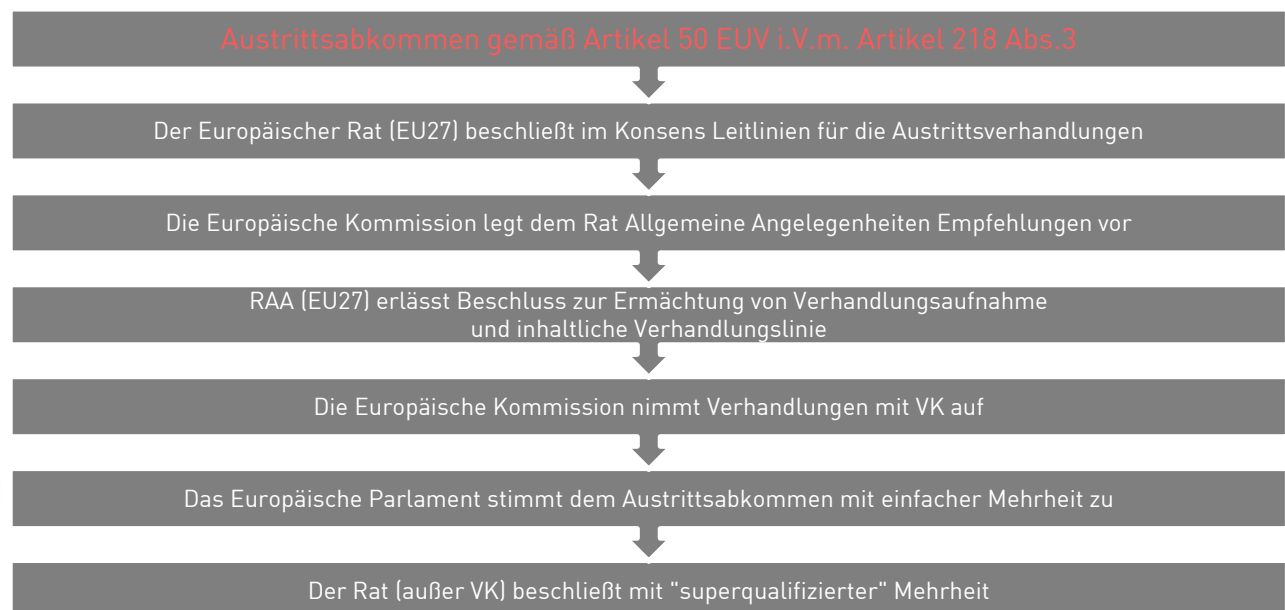 Austrittsabkommen gemäß Artikel 50 EUV i.V.m. Artikel 218 Abs.3
Der Europäischer Rat (EU27) beschließt im Konsens Leitlinien für die Austrittsverhandlungen
Die Europäische Kommission legt dem Rat Allgemeine Angelegenheiten Empfehlungen vor
RAA (EU27) erlässt Beschluss zur Ermächtung von Verhandlungsaufnahme
und inhaltliche Verhandlungslinie
Die Europäische Kommission nimmt Verhandlungen mit VK auf
Das Europäische Parlament stimmt dem Austrittsabkommen mit einfacher Mehrheit zu
Der Rat (außer VK) beschließt mit "superqualifizierter" Mehrheit